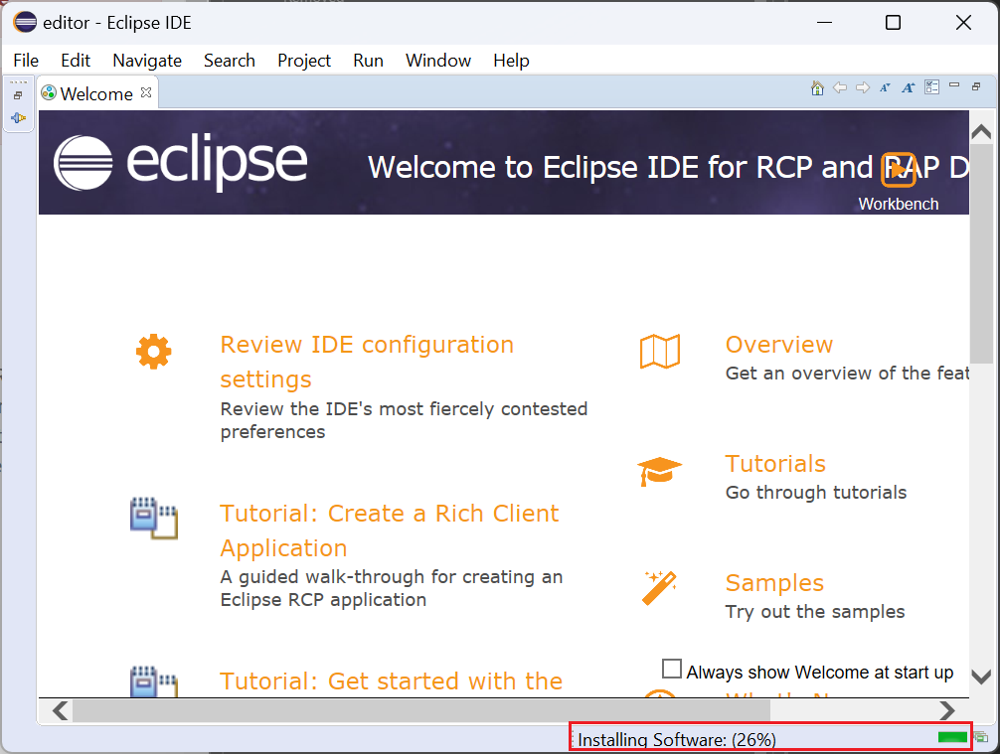 editor - Eclipse IDE
File Edit Navigate Search Project Run Window Help
Welcome
eclipse
Welcome to Eclipse IDE for RCP and RAP D
Workbench
Review IDE configuration
settings
Review the IDE's most fiercely contested
preferences
Overview
Get an overview of the feat
Tutorials
Go through tutorials
Tutorial: Create a Rich Client
Application
A guided walk-through for creating an
Eclipse RCP application
Samples
Try out the samples
Tutorial: Get started with the
Always show Welcome at start up
Installing Software: (26%)